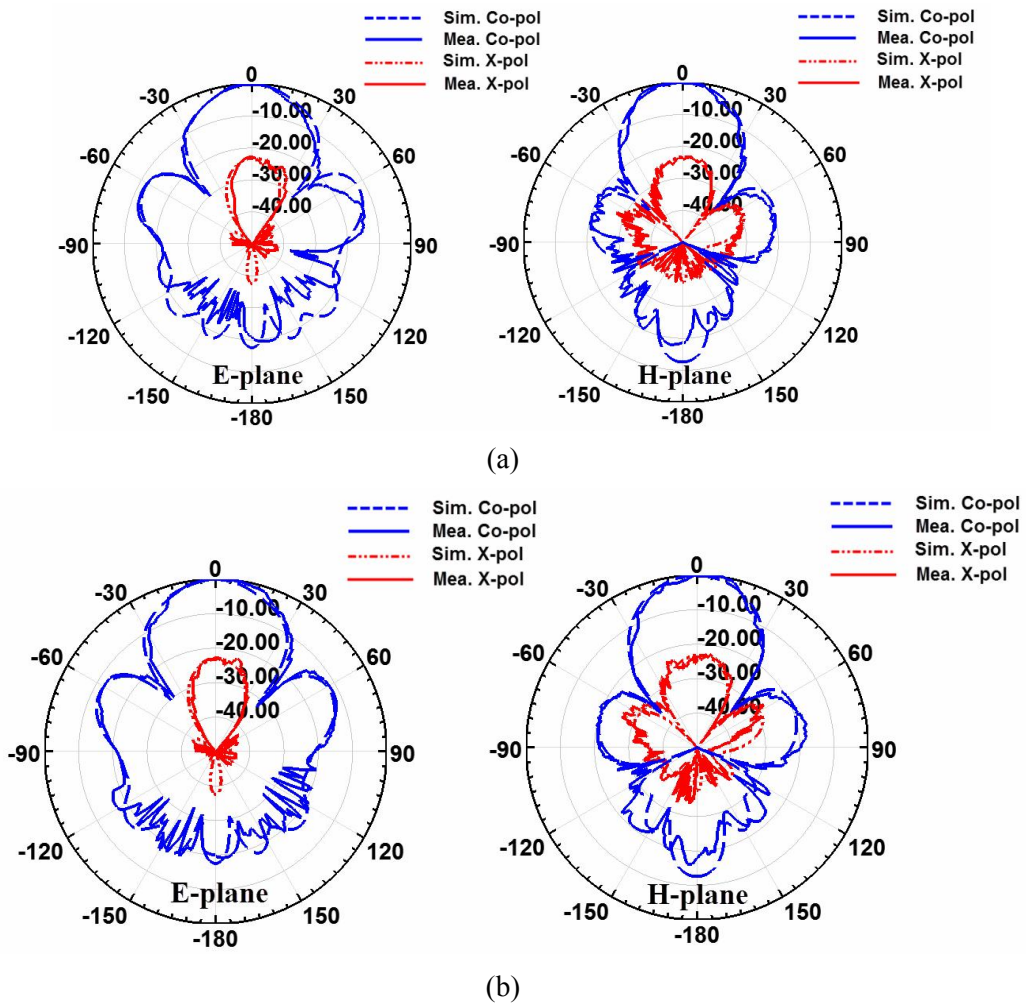 Sim. Co-pol
Mea. Co-pol
Sim. X-pol
Mea. X-pol
0
30
60
90
120
150
-180
-150
-120
-90
-60
-30
-10.00
-20.00
-30.00
-40.00
E-plane
Sim. Co-pol
Mea. Co-pol
Sim. X-pol
Mea. X-pol
0
30
60
90
120
150
-180
-150
-120
-90
-60
-30
-10.00
-20.00
-30.00
-40.00
H-plane
(a)
Sim. Co-pol
Mea. Co-pol
Sim. X-pol
Mea. X-pol
0
30
60
90
120
150
-180
-150
-120
-90
-60
-30
-10.00
-20.00
-30.00
-40.00
E-plane
Sim. Co-pol
Mea. Co-pol
Sim. X-pol
Mea. X-pol
0
30
60
90
120
150
-180
-150
-120
-90
-60
-30
-10.00
-20.00
-30.00
-40.00
H-plane
(b)